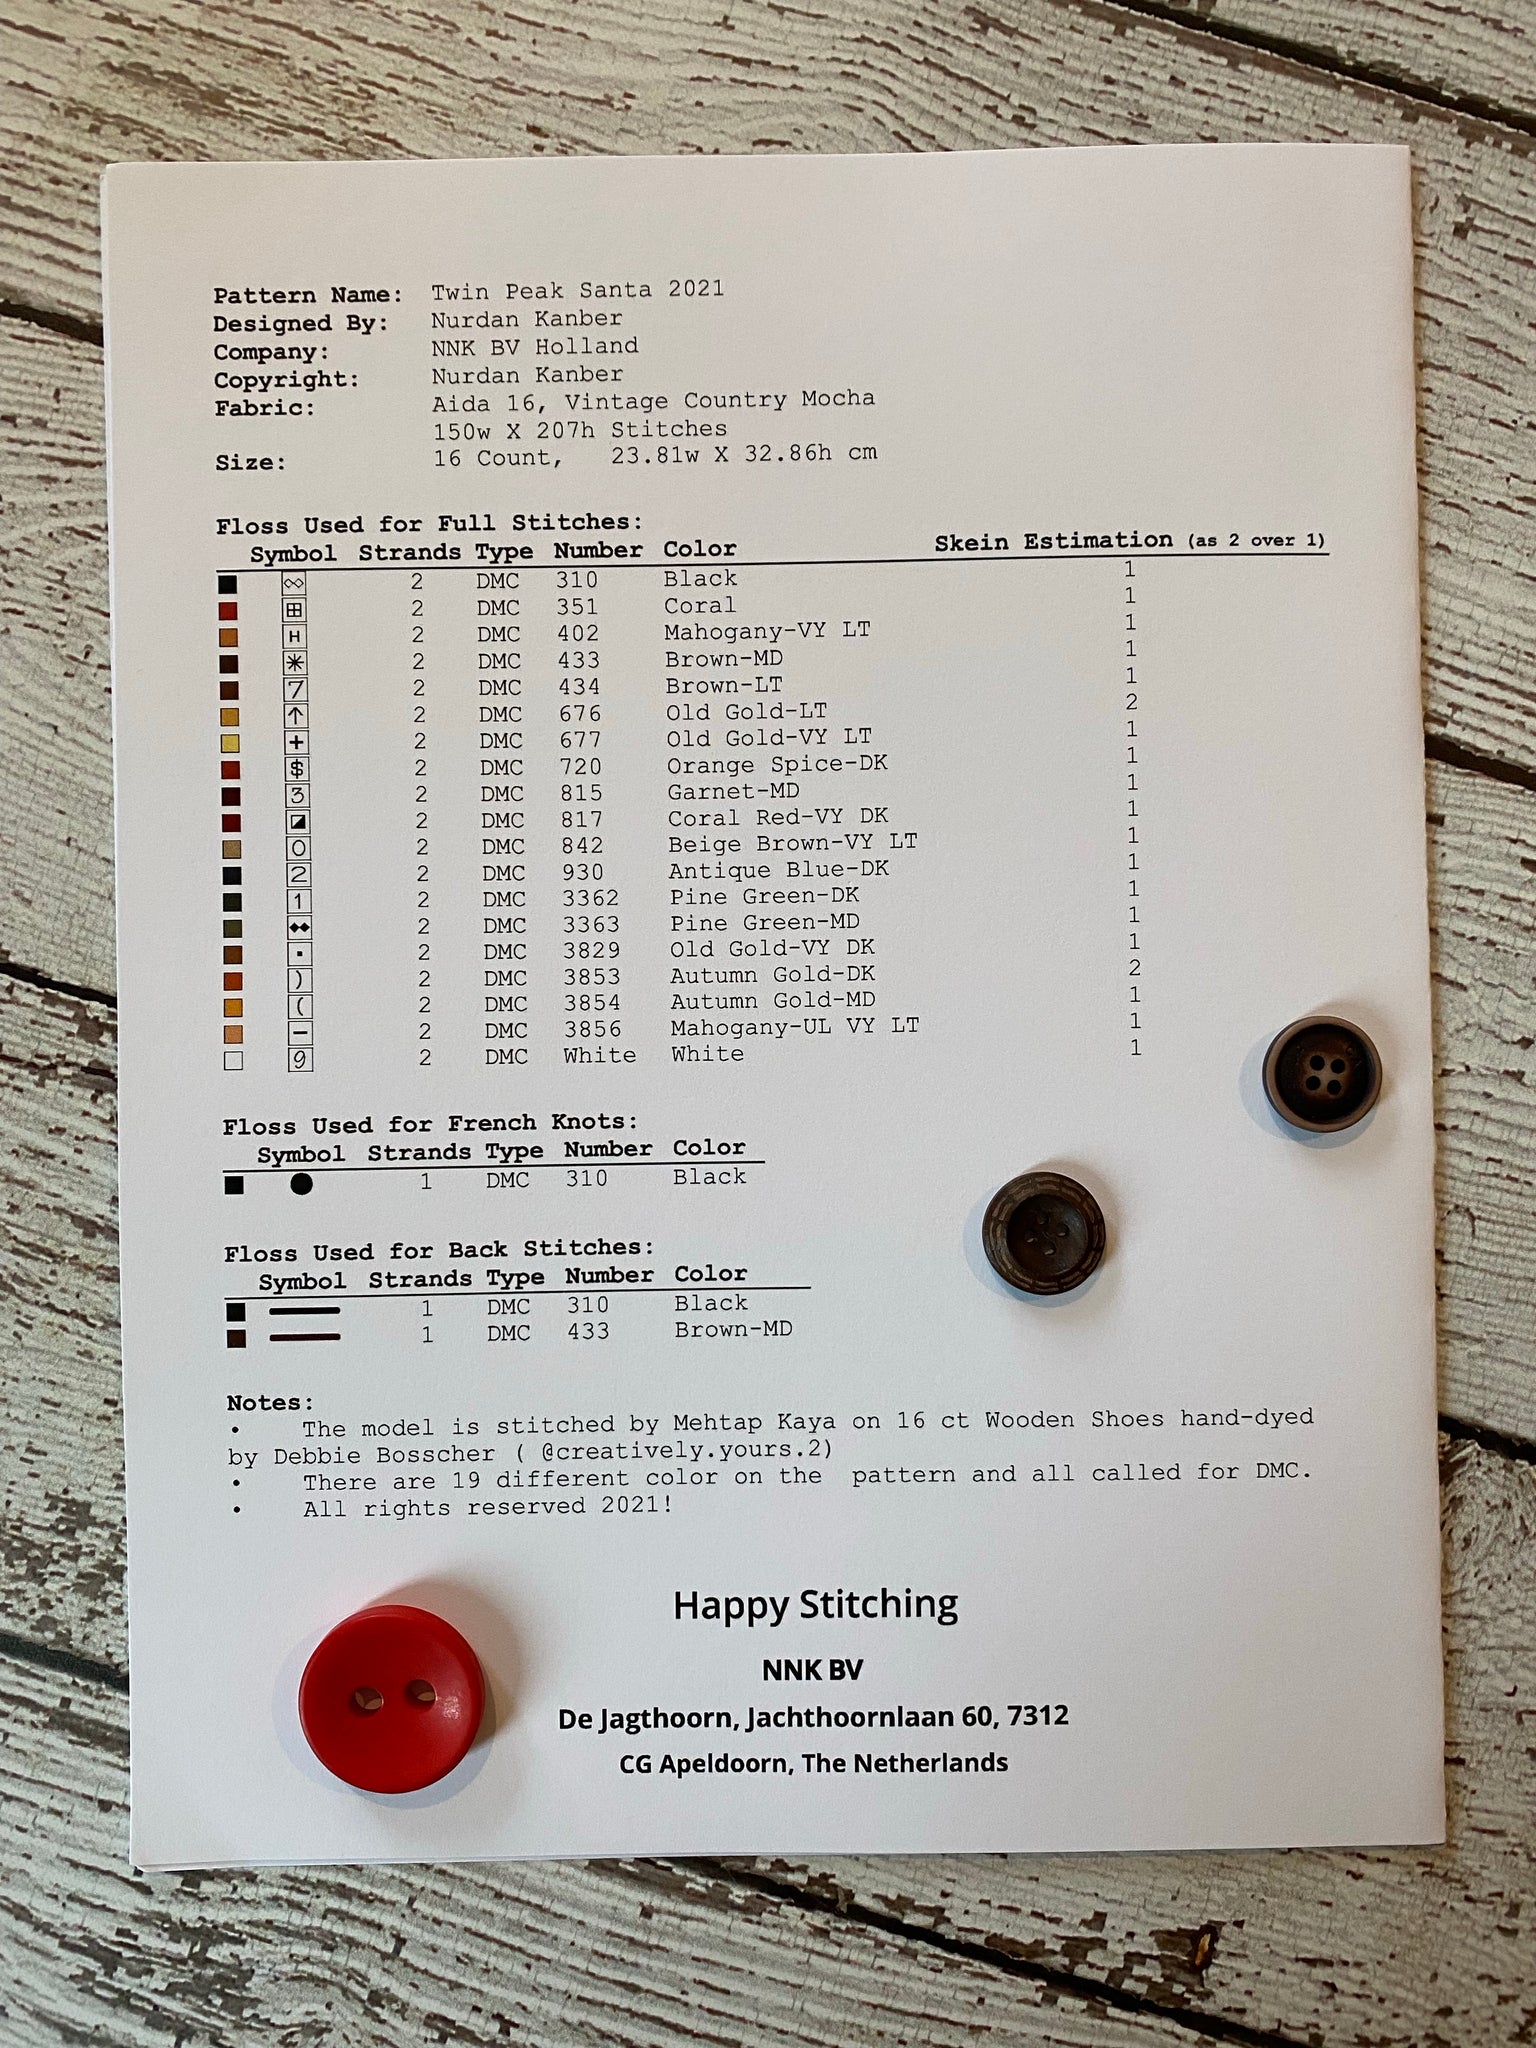 Pattern Name: Twin Peak Santa 2021
Designed By: Nurdan Kanber
Company: NNK BV Holland
Copyright: Nurdan Kanber
Fabric: Aida 16, Vintage Country Mocha
150w X 207h Stitches
Size: 16 Count, 23.81w X 32.86h cm
Floss Used for Full Stitches:
Symbol Strands Type Number Color Skein Estimation (as 2 over 1)
∞ 2 DMC 310 Black 1
⊞ 2 DMC 351 Coral 1
H 2 DMC 402 Mahogany-VY LT 1
* 2 DMC 433 Brown-MD 1
7 2 DMC 434 Brown-LT 1
↑ 2 DMC 676 Old Gold-LT 2
+ 2 DMC 677 Old Gold-VY LT 1
$ 2 DMC 720 Orange Spice-DK 1
3 2 DMC 815 Garnet-MD 1
◪ 2 DMC 817 Coral Red-VY DK 1
O 2 DMC 842 Beige Brown-VY LT 1
2 2 DMC 930 Antique Blue-DK 1
1 2 DMC 3362 Pine Green-DK 1
◆◆ 2 DMC 3363 Pine Green-MD 1
▪ 2 DMC 3829 Old Gold-VY DK 1
) 2 DMC 3853 Autumn Gold-DK 2
( 2 DMC 3854 Autumn Gold-MD 1
— 2 DMC 3856 Mahogany-UL VY LT 1
9 2 DMC White White 1
Floss Used for French Knots:
Symbol Strands Type Number Color
● 1 DMC 310 Black
Floss Used for Back Stitches:
Symbol Strands Type Number Color
— 1 DMC 310 Black
— 1 DMC 433 Brown-MD
Notes:
• The model is stitched by Mehtap Kaya on 16 ct Wooden Shoes hand-dyed
by Debbie Bosscher ( @creatively.yours.2)
• There are 19 different color on the pattern and all called for DMC.
• All rights reserved 2021!
Happy Stitching
NNK BV
De Jagthoorn, Jachthoornlaan 60, 7312
CG Apeldoorn, The Netherlands